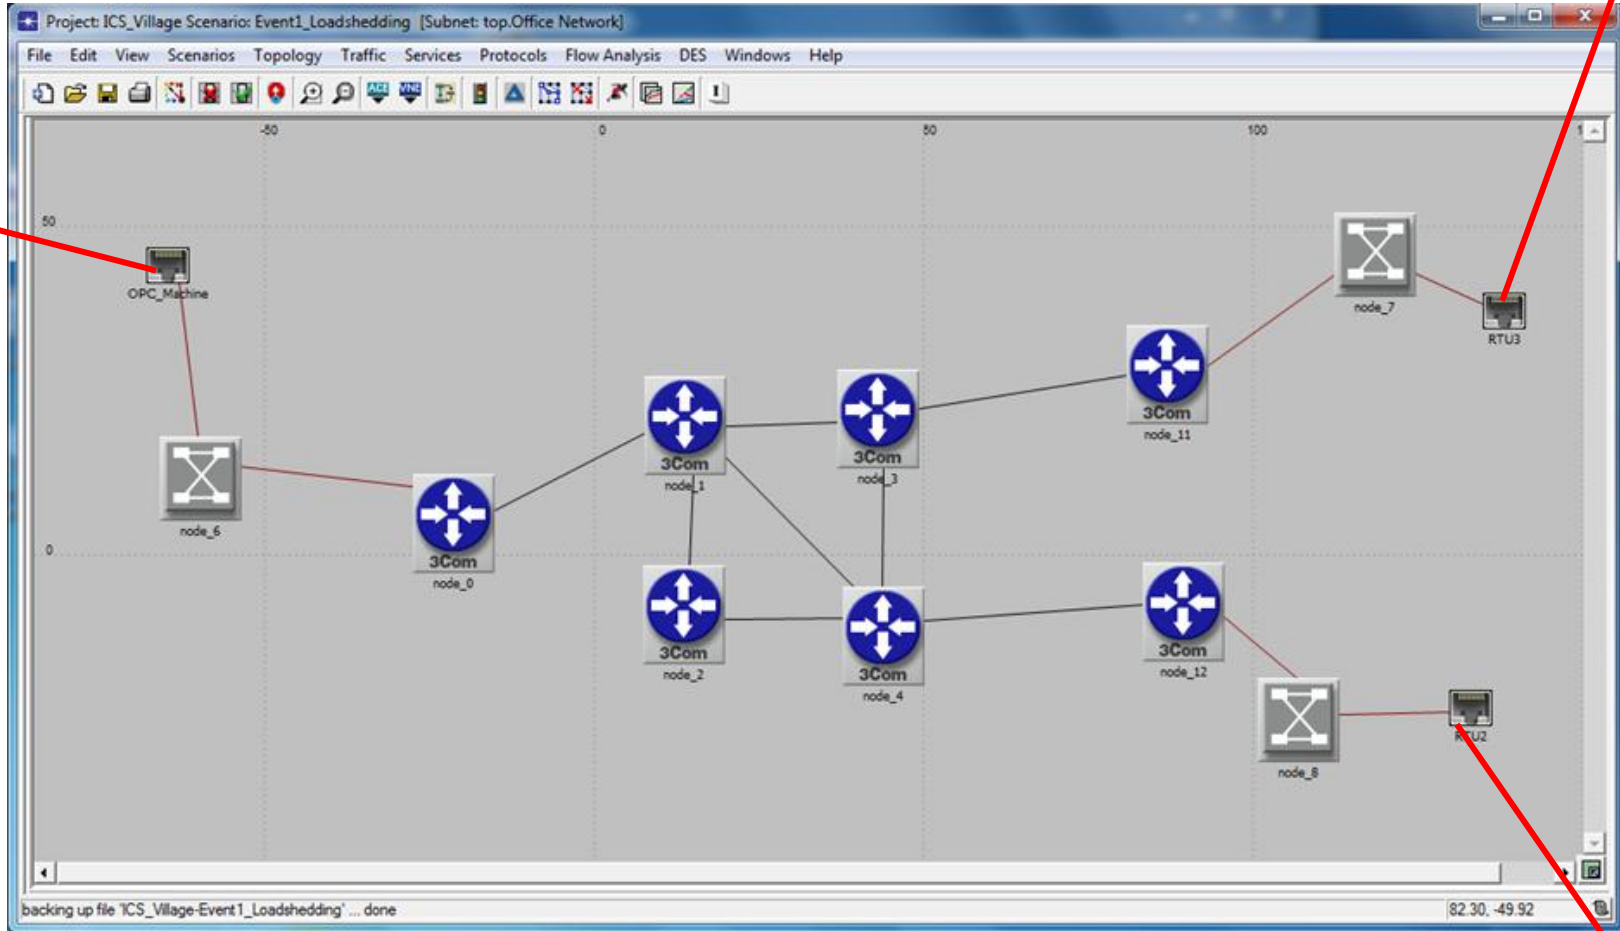 Project: ICS_Village Scenario: Event1_Loadshedding [Subnet: top.Office Network]
File Edit View Scenarios Topology Traffic Services Protocols Flow Analysis DES Windows Help
ACE VNE
-50 0 50 100 1
50
OPC_Machine
node_7
RTU3
3Com
node_11
3Com
node_1
3Com
node_3
node_6
0
3Com
node_0
3Com
node_2
3Com
node_4
3Com
node_12
RTU2
node_8
backing up file 'ICS_Village-Event1_Loadshedding' ... done
82.30, -49.92